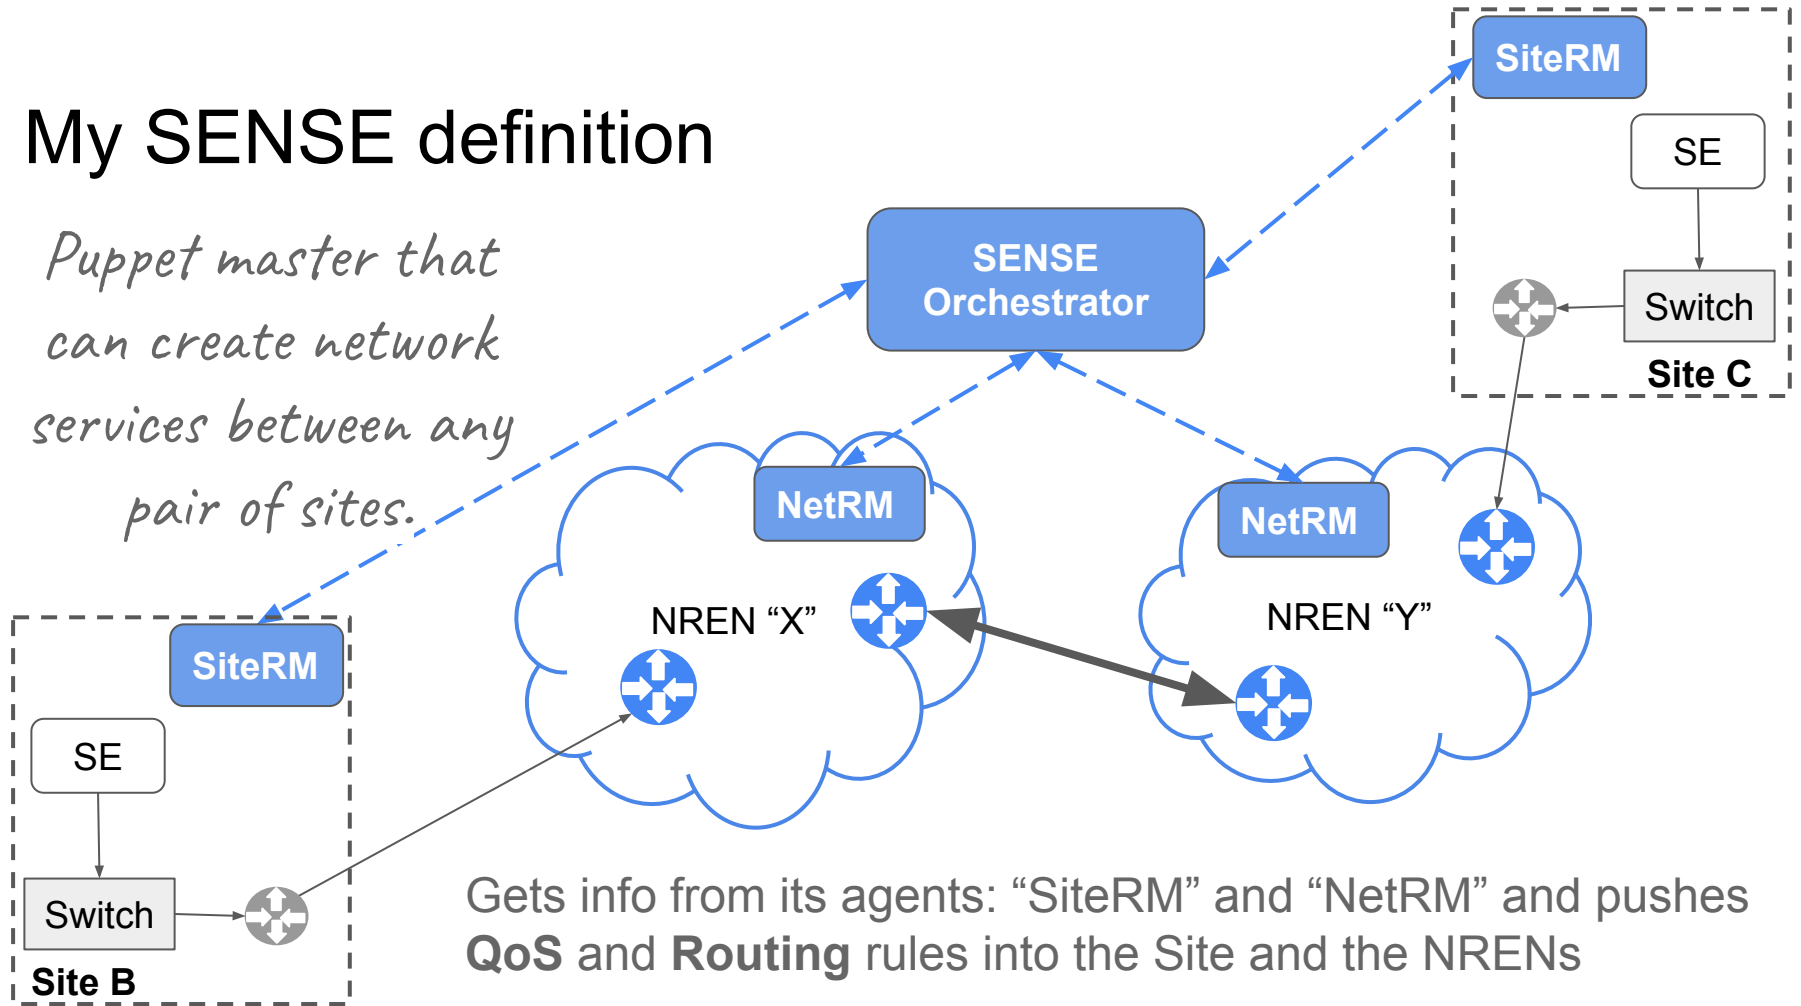 My SENSE definition
Puppet master that
can create network
services between any
pair of sites.
SiteRM
SE
Switch
Site C
SENSE
Orchestrator
NetRM
NetRM
NREN “X”
NREN “Y”
SiteRM
SE
Switch
Site B
Gets info from its agents: “SiteRM” and “NetRM” and pushes
QoS and Routing rules into the Site and the NRENs